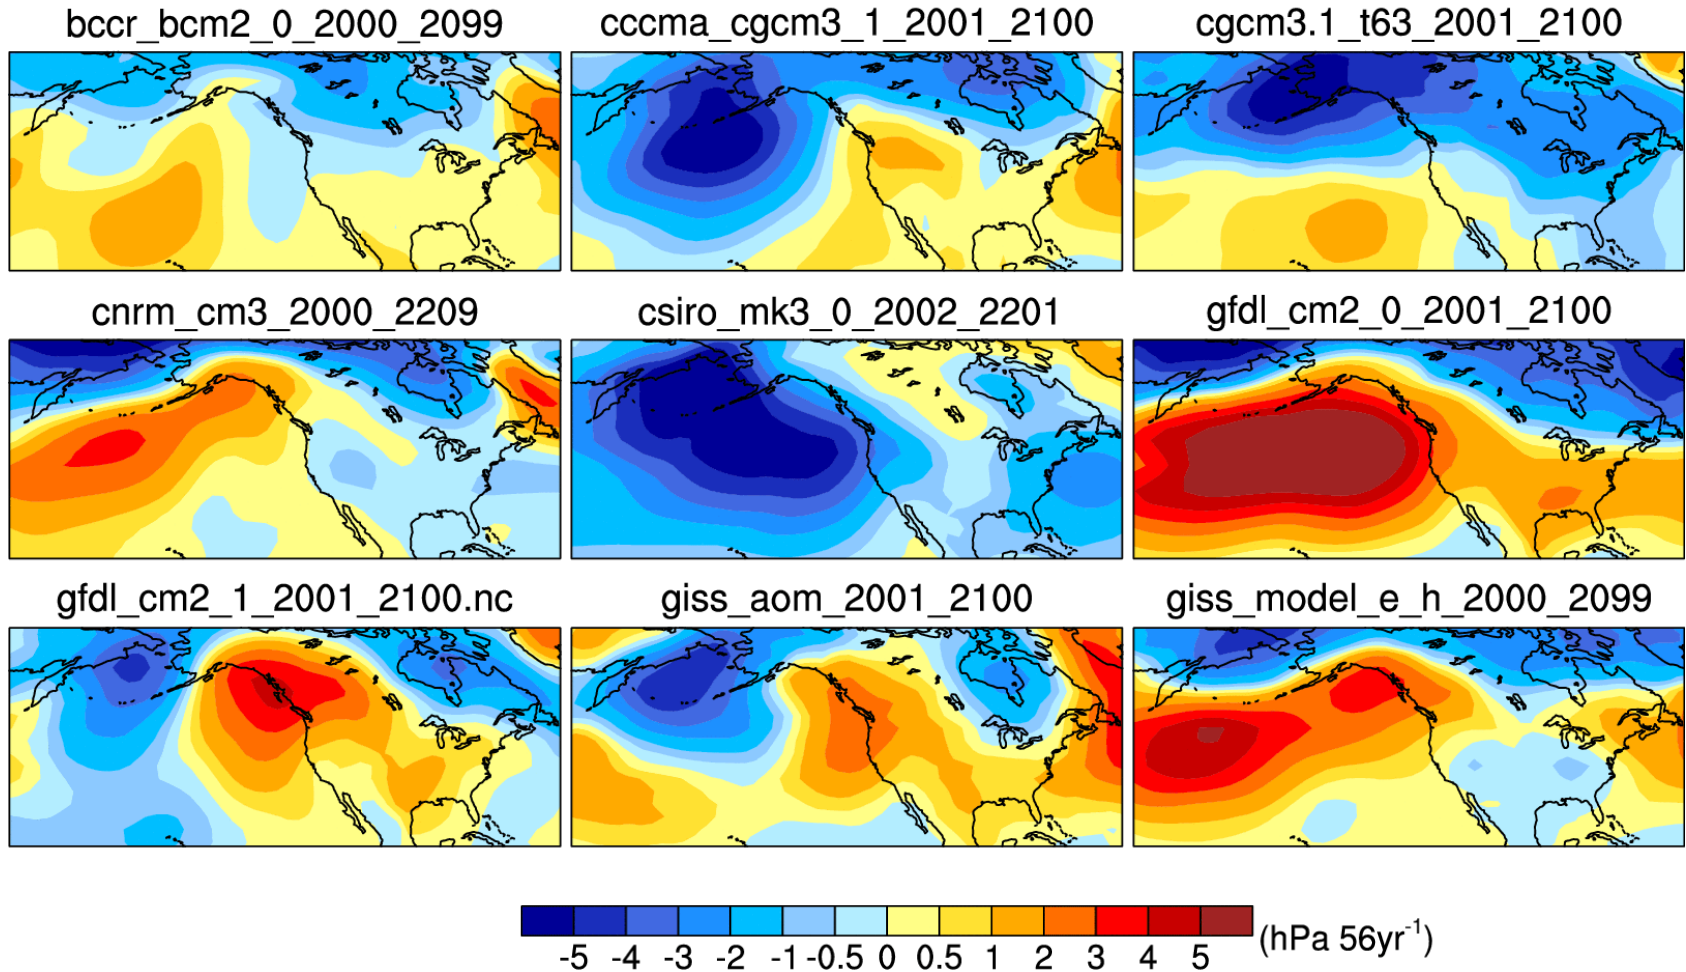 bccr_bcm2_0_2000_2099 cccma_cgcm3_1_2001_2100 cgcm3.1_t63_2001_2100
cnrm_cm3_2000_2209 csiro_mk3_0_2002_2201 gfdl_cm2_0_2001_2100
gfdl_cm2_1_2001_2100.nc giss_aom_2001_2100 giss_model_e_h_2000_2099
-5 -4 -3 -2 -1 -0.5 0 0.5 1 2 3 4 5 (hPa 56yr⁻¹)